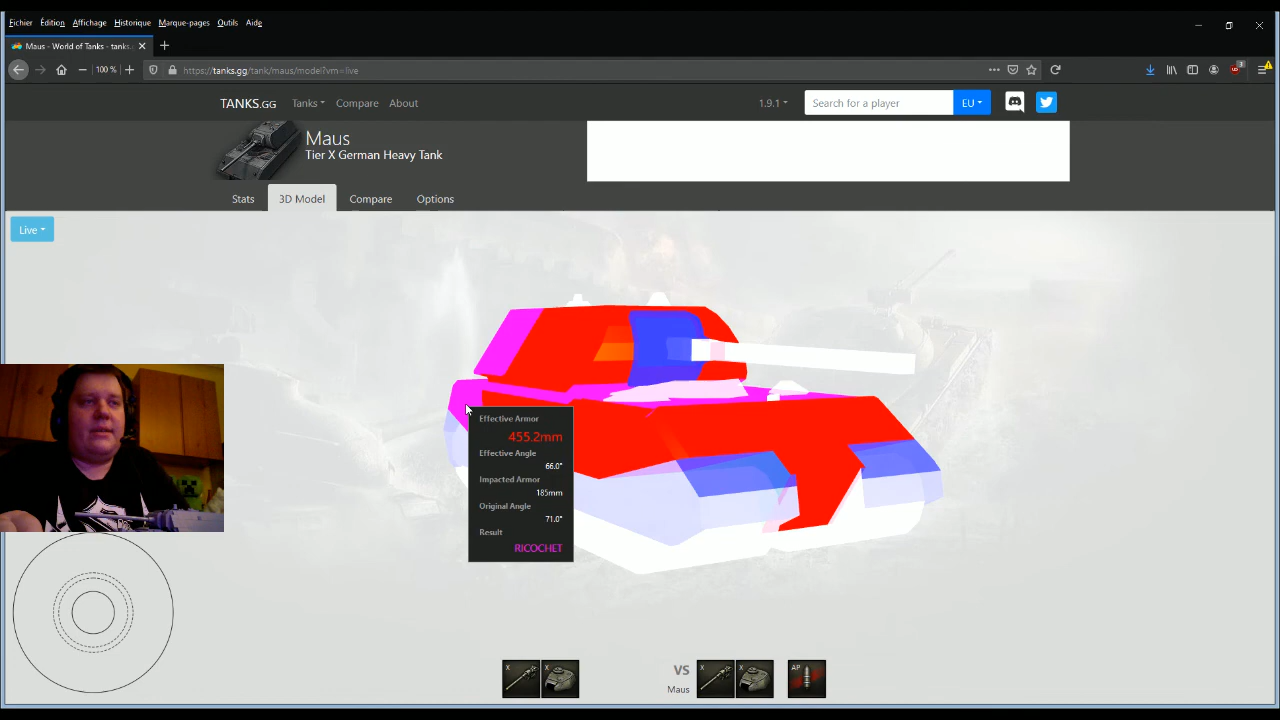 Fichier Édition Affichage Historique Marque-pages Outils Aide
Maus - World of Tanks - tanks.
100 %
https://tanks.gg/tank/maus/model?vm=live
3
TANKS.GG Tanks Compare About 1.9.1 Search for a player EU
Maus
Tier X German Heavy Tank
Stats 3D Model Compare Options
Live
Effective Armor
455.2mm
Effective Angle
66.0°
Impacted Armor
185mm
Original Angle
71.0°
Result
RICOCHET
X X VS X X AP
Maus